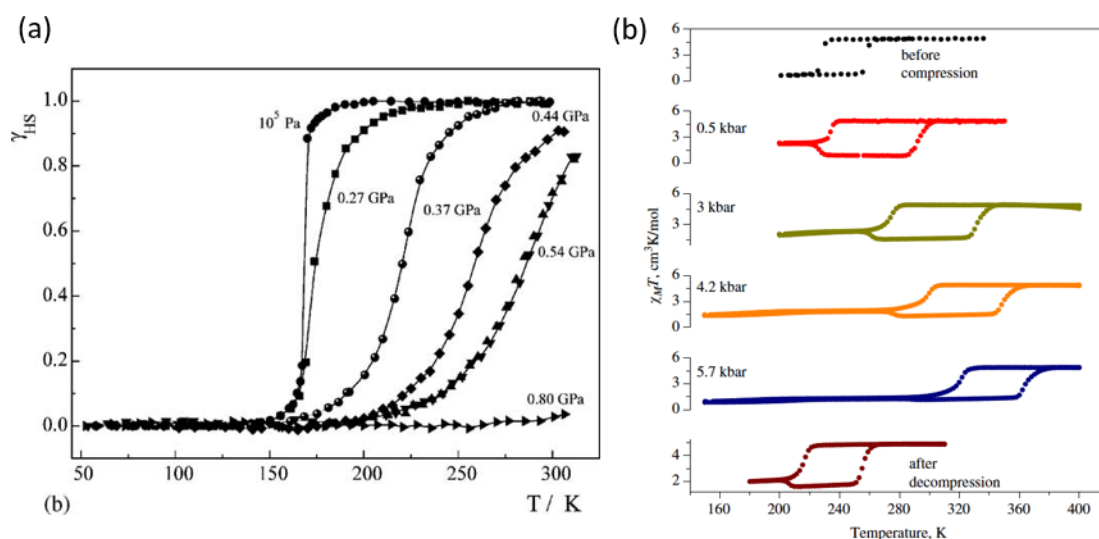 (a)
γHS
1.0
0.8
0.6
0.4
0.2
0.0
10⁵ Pa
0.27 GPa
0.37 GPa
0.44 GPa
0.54 GPa
0.80 GPa
50 100 150 200 250 300
(b) T / K
(b)
χMT, cm³K/mol
6
3
0
before
compression
6
3
0
0.5 kbar
6
3
3 kbar
6
3
0
4.2 kbar
6
3
0
5.7 kbar
4
2
after
decompression
160 200 240 280 320 360 400
Temperature, K